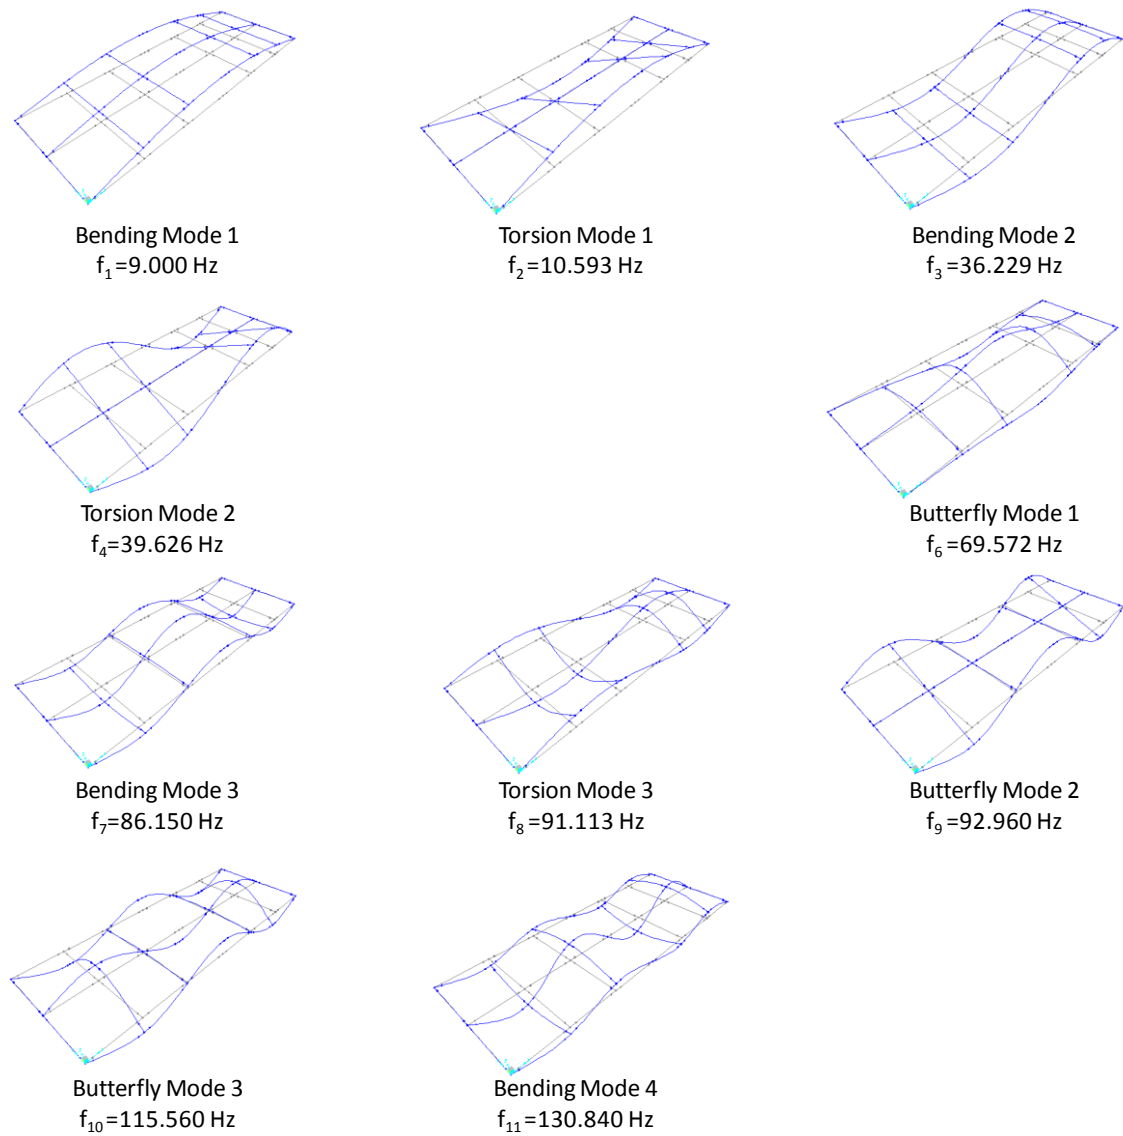 Bending Mode 1
f₁=9.000 Hz
Torsion Mode 1
f₂=10.593 Hz
Bending Mode 2
f₃=36.229 Hz
Torsion Mode 2
f₄=39.626 Hz
Butterfly Mode 1
f₆=69.572 Hz
Bending Mode 3
f₇=86.150 Hz
Torsion Mode 3
f₈=91.113 Hz
Butterfly Mode 2
f₉=92.960 Hz
Butterfly Mode 3
f₁₀=115.560 Hz
Bending Mode 4
f₁₁=130.840 Hz